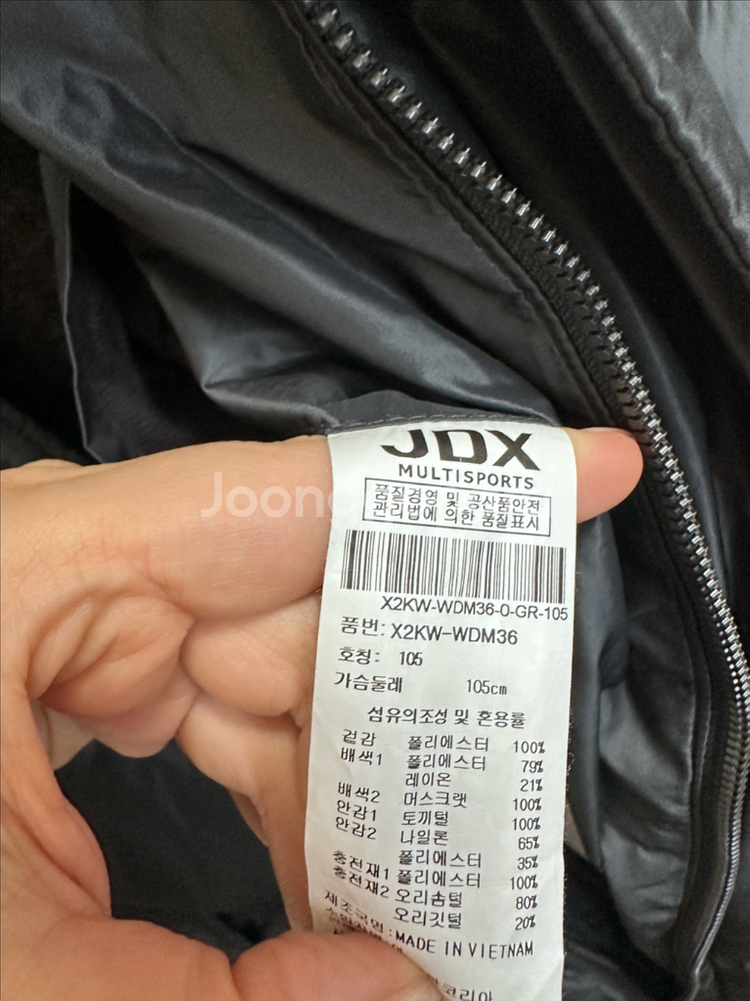 JDX
MULTISPORTS
품질경영 및 공산품안전
관리법에 의한 품질표시
X2KW-WDM36-0-GR-105
품번: X2KW-WDM36
호칭: 105
가슴둘레 105cm
섬유의조성 및 혼용률
겉감 폴리에스터 100%
배색1 폴리에스터 79%
레이온 21%
배색2 머스크랫 100%
안감1 토끼털 100%
안감2 나일론 65%
폴리에스터 35%
충전재1 폴리에스터 100%
충전재2 오리솜털 80%
오리깃털 20%
제조국명: MADE IN VIETNAM
Joong